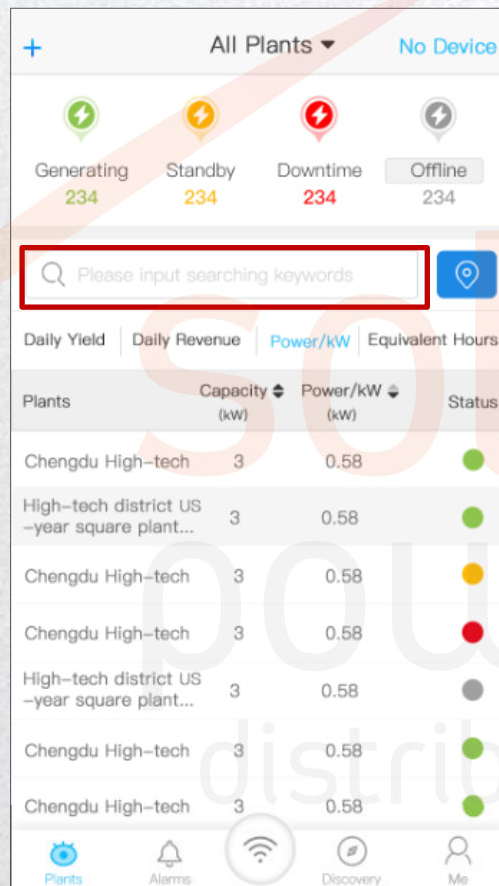 + All Plants No Device
Generating Standby Downtime Offline
234 234 234 234
Please input searching keywords
Daily Yield Daily Revenue Power/kW Equivalent Hours
Plants Capacity (kW) Power/kW (kW) Status
Chengdu High-tech 3 0.58
High-tech district US
-year square plant... 3 0.58
Chengdu High-tech 3 0.58
Chengdu High-tech 3 0.58
High-tech district US
-year square plant... 3 0.58
Chengdu High-tech 3 0.58
Chengdu High-tech 3 0.58
Plants Alarms Discovery Me